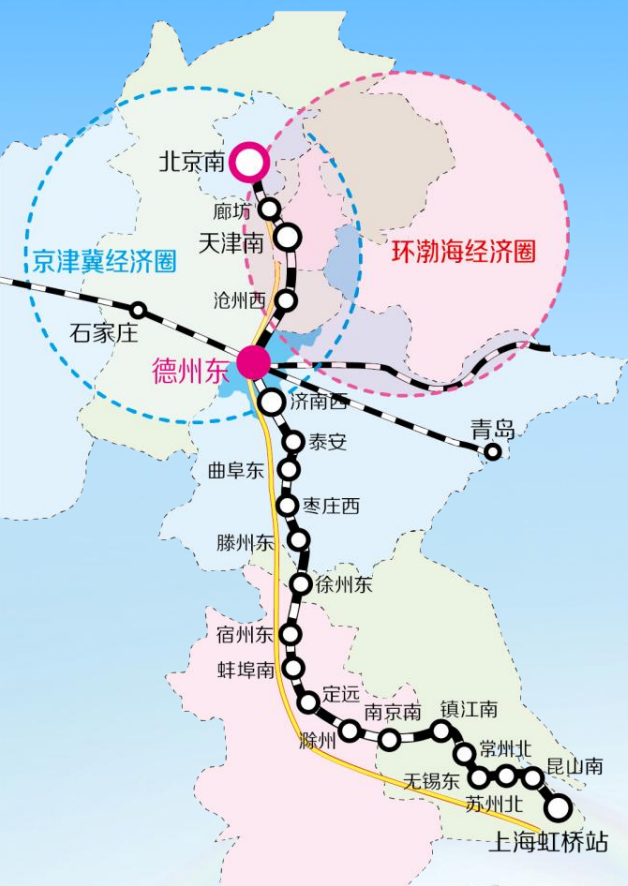 北京南
廊坊
天津南
京津冀经济圈
环渤海经济圈
沧州西
石家庄
德州东
济南西
青岛
泰安
曲阜东
枣庄西
滕州东
徐州东
宿州东
蚌埠南
定远
滁州
南京南
镇江南
常州北
无锡东
苏州北
昆山南
上海虹桥站